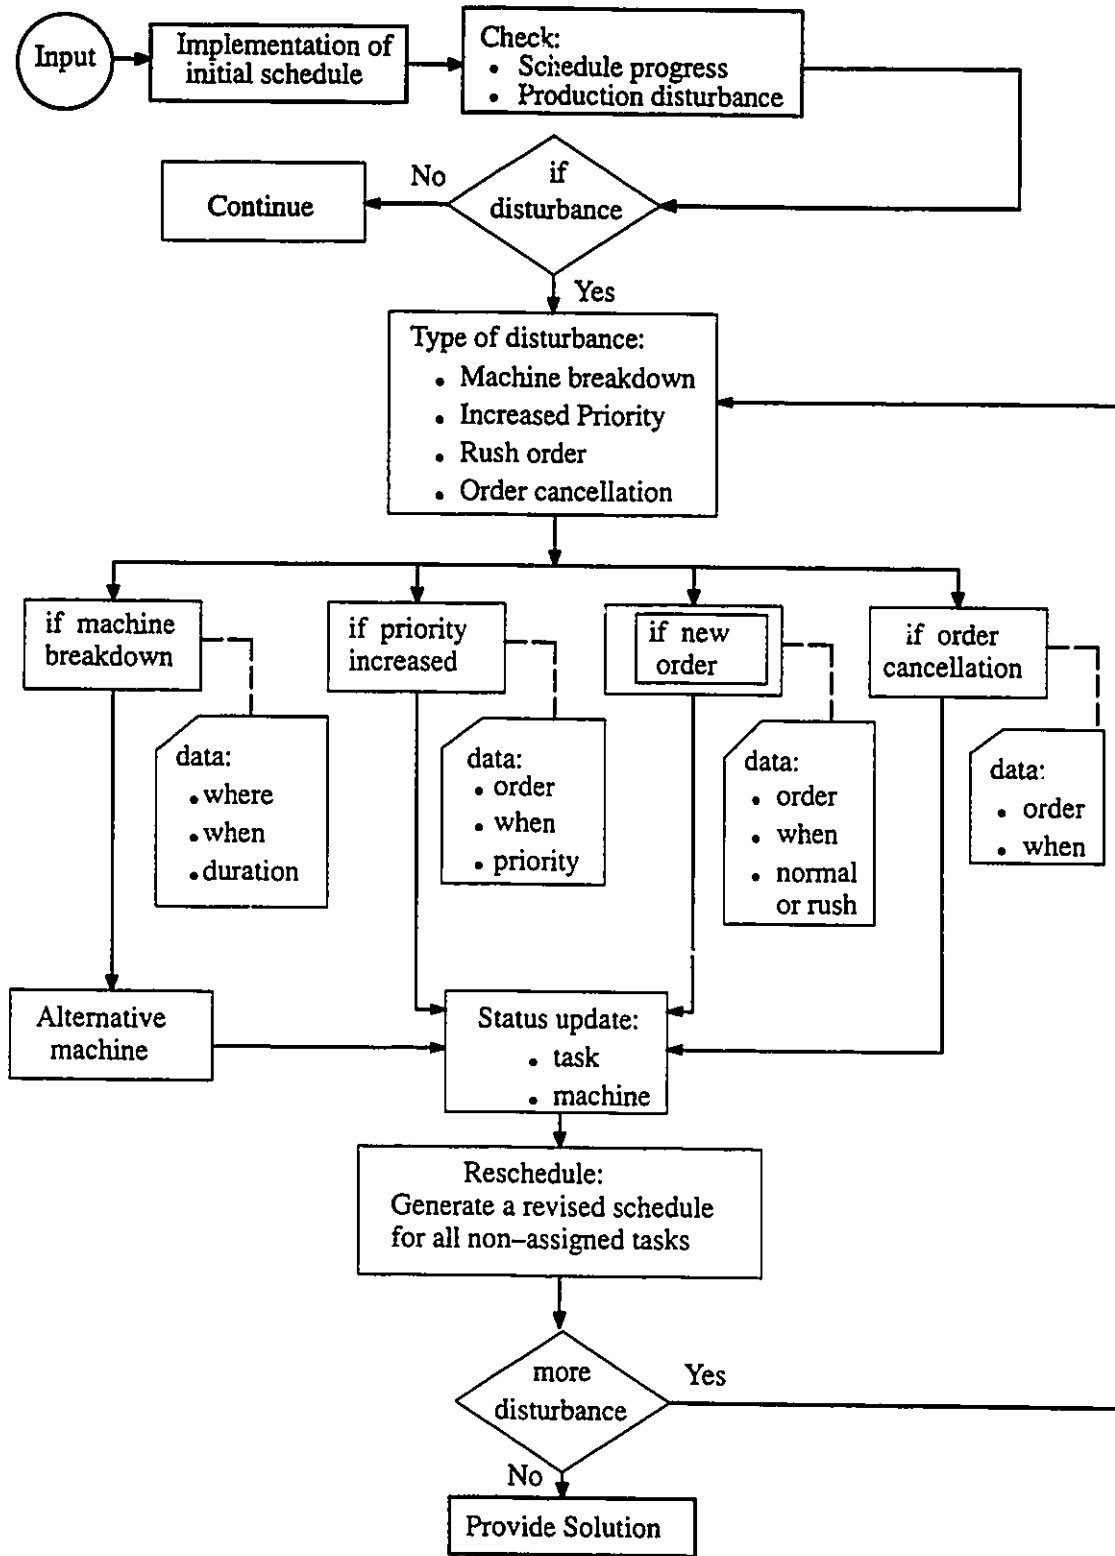 Input
Implementation of
initial schedule
Check:
• Schedule progress
• Production disturbance
if
disturbance
No
Continue
Yes
Type of disturbance:
• Machine breakdown
• Increased Priority
• Rush order
• Order cancellation
if machine
breakdown
if priority
increased
if new
order
if order
cancellation
data:
• where
• when
• duration
data:
• order
• when
• priority
data:
• order
• when
• normal
or rush
data:
• order
• when
Alternative
machine
Status update:
• task
• machine
Reschedule:
Generate a revised schedule
for all non–assigned tasks
more
disturbance
Yes
No
Provide Solution